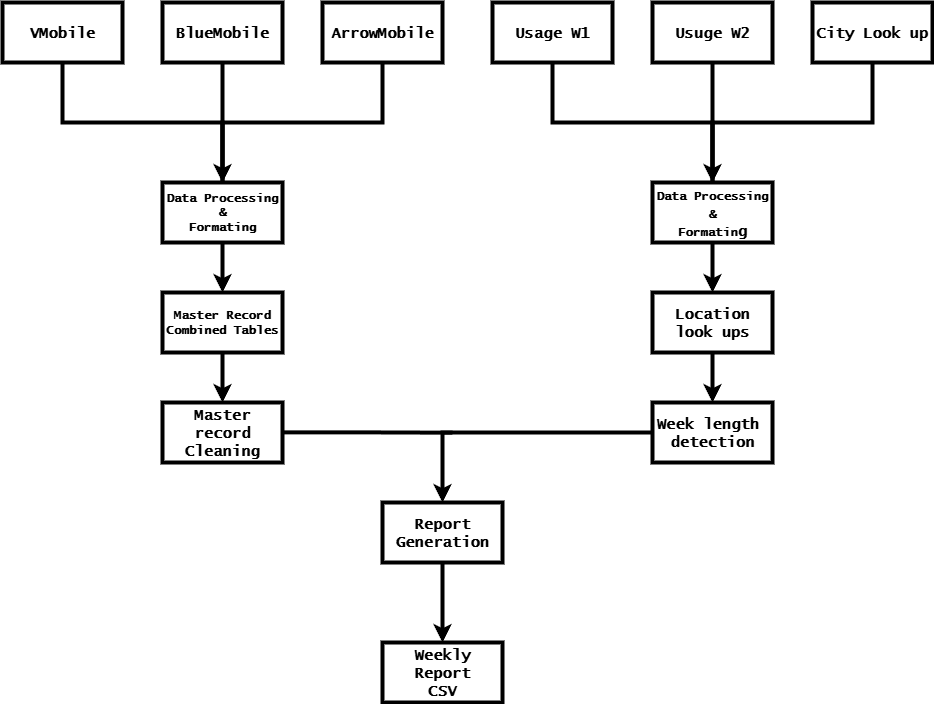 VMobile
BlueMobile
ArrowMobile
Usage W1
Usuge W2
City Look up
Data Processing
&
Formating
Data Processing
&
Formating
Master Record
Combined Tables
Location
look ups
Master
record
Cleaning
Week length
detection
Report
Generation
Weekly
Report
CSV